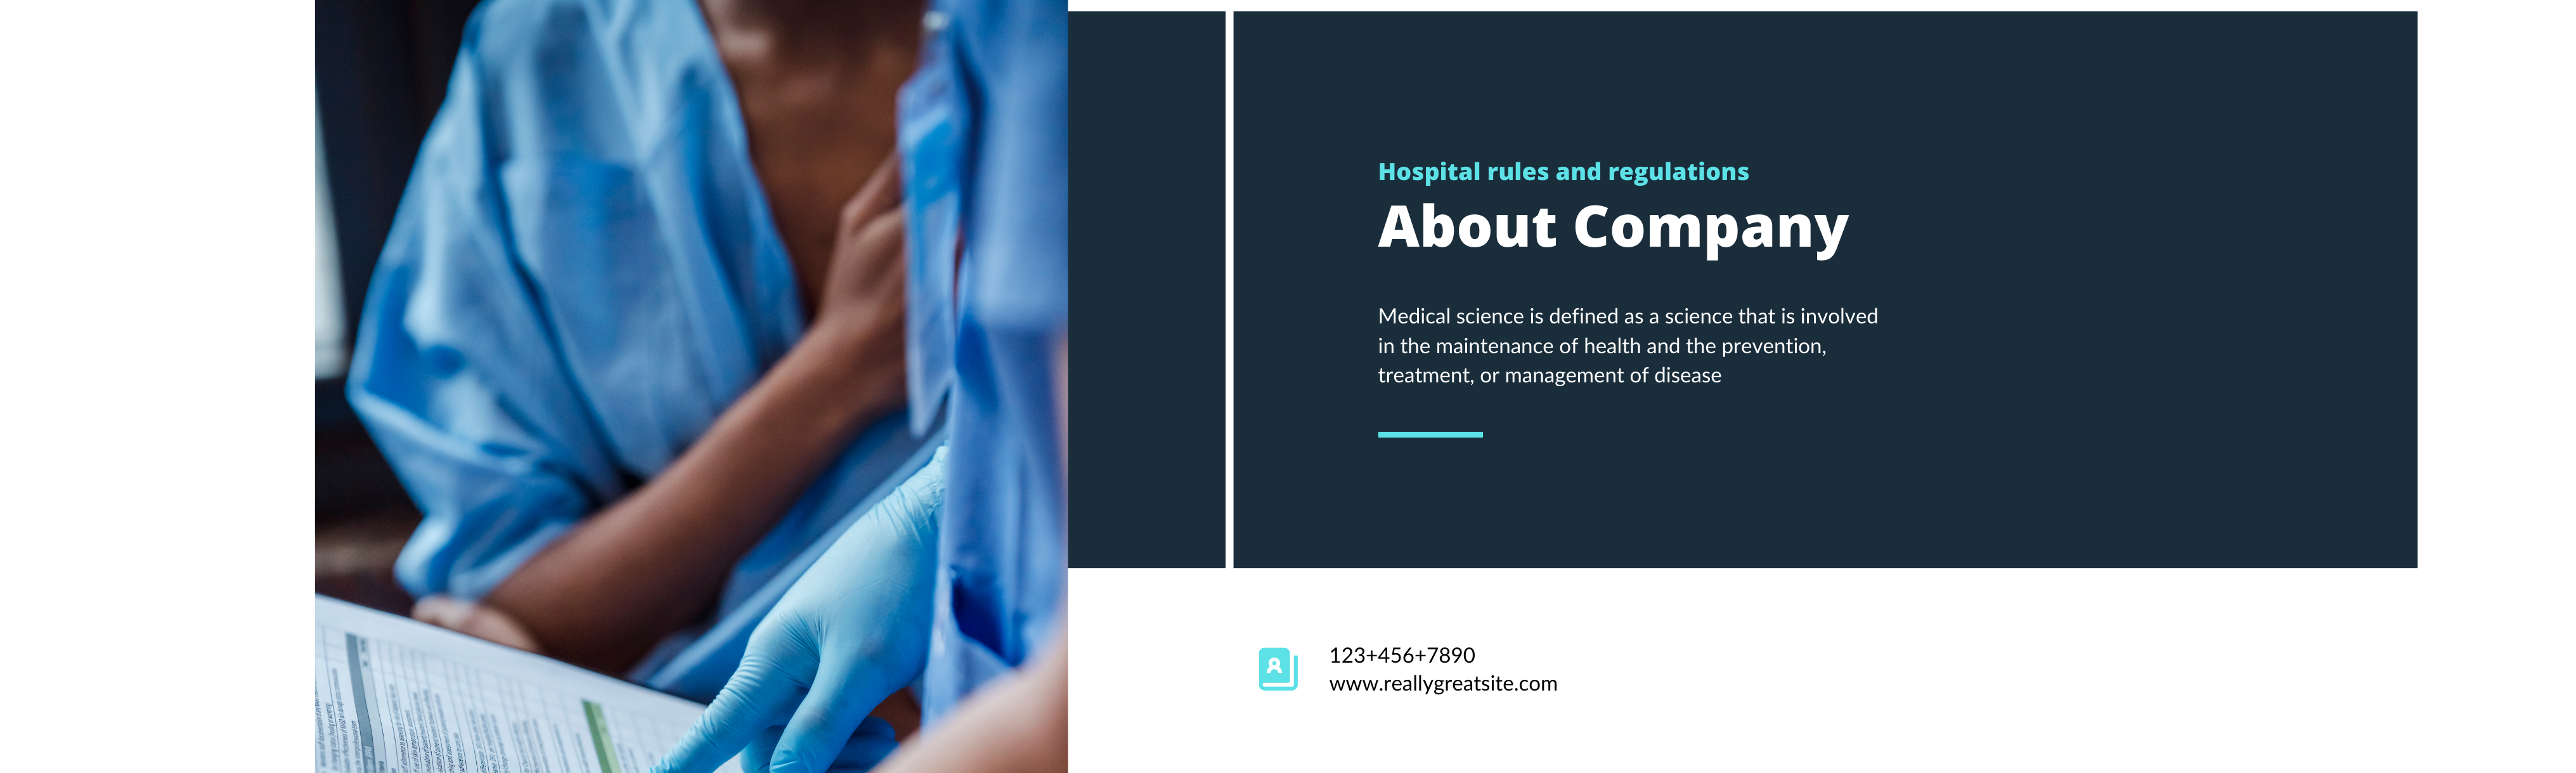 Hospital rules and regulations
About Company
Medical science is defined as a science that is involved
in the maintenance of health and the prevention,
treatment, or management of disease
123+456+7890
www.reallygreatsite.com